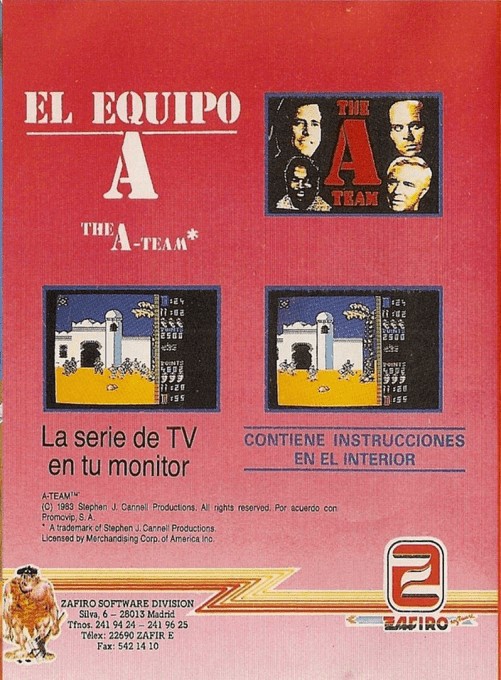 EL EQUIPO
A
THE A-TEAM*
THE
A
TEAM
La serie de TV
en tu monitor
CONTIENE INSTRUCCIONES
EN EL INTERIOR
A-TEAM™
(C) 1983 Stephen J. Cannell Productions. All rights reserved. Por acuerdo con
Promovip, S.A.
* A trademark of Stephen J. Cannell Productions.
Licensed by Merchandising Corp. of America Inc.
ZAFIRO SOFTWARE DIVISION
Silva, 6 – 28013 Madrid
Tfnos. 241 94 24 – 241 96 25
Télex: 22690 ZAFIR E
Fax: 542 14 10
ZAFIRO